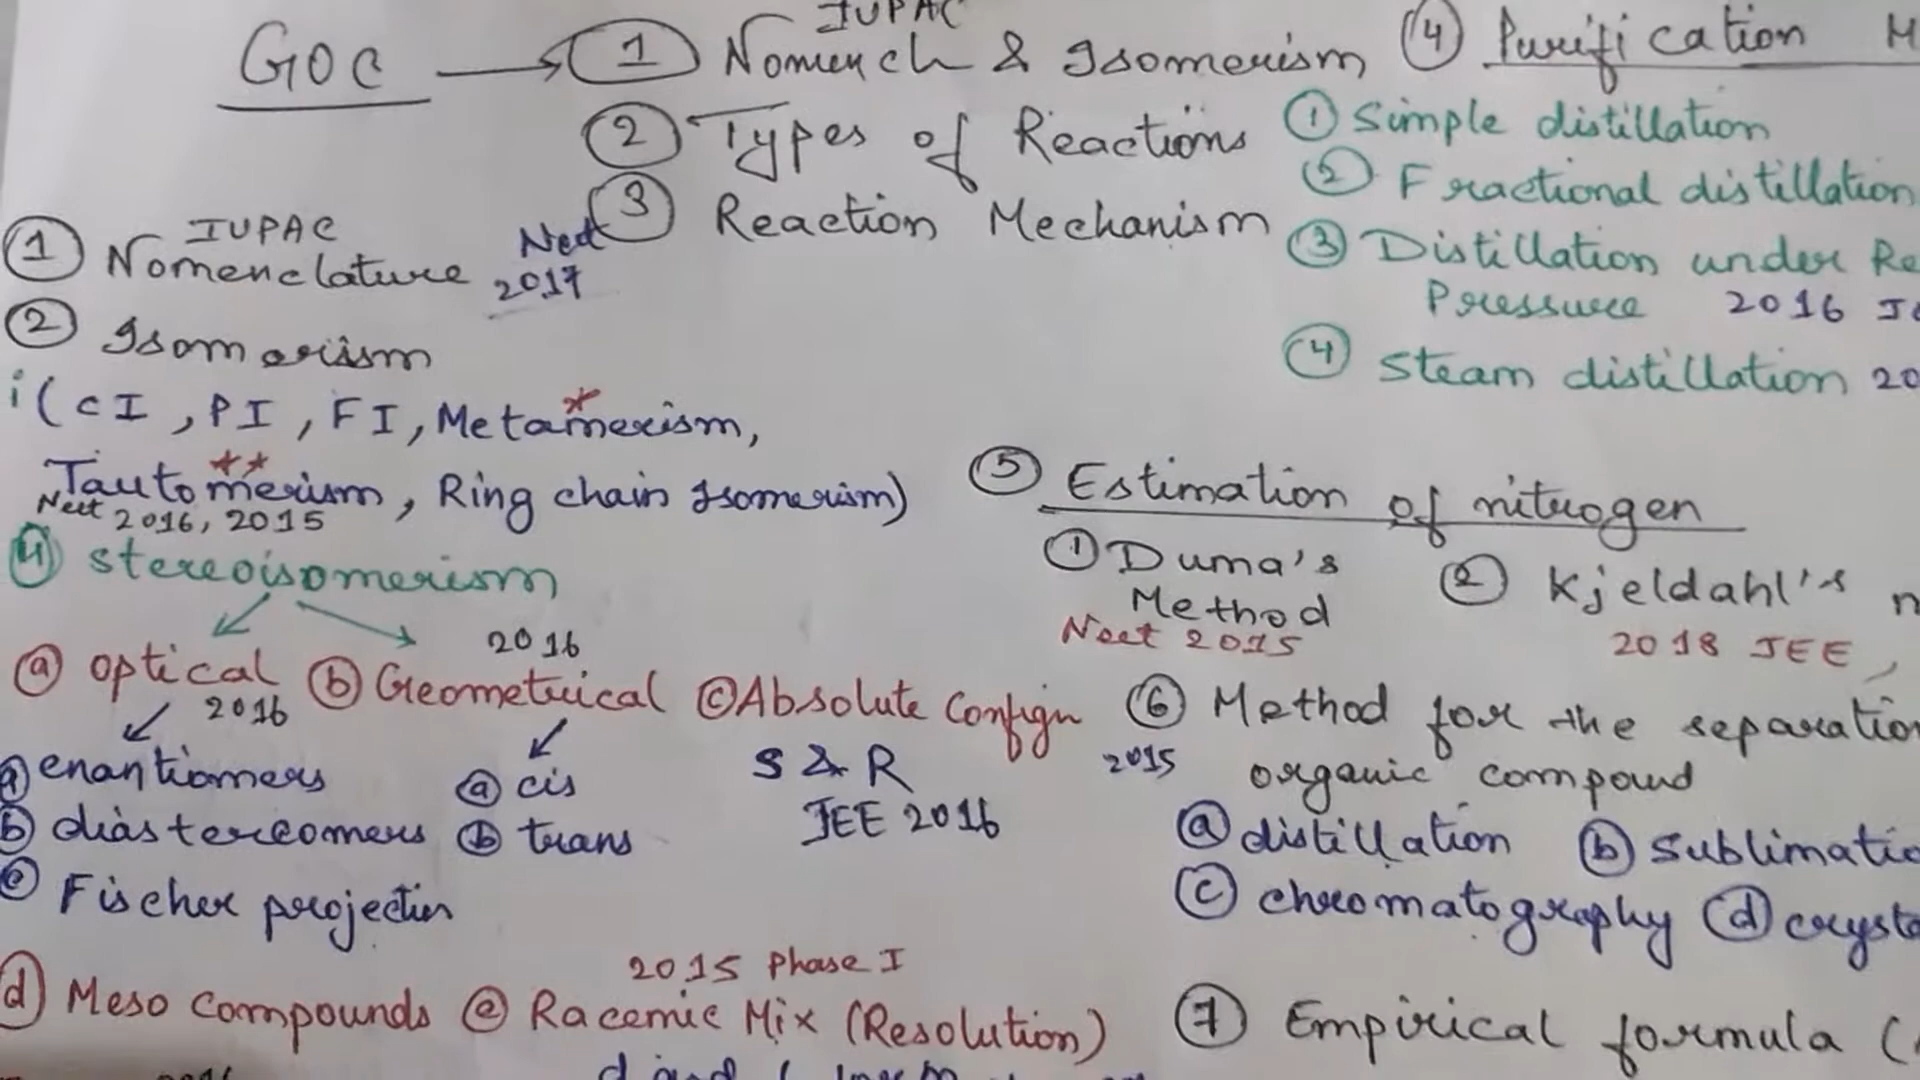 GOC → ① Nomench & Isomerism
IUPAC
② Types of Reactions
③ Reaction Mechanism
① Nomenclature
IUPAC
Neet 2017
② Isomerism
i (CI, PI, FI, Metamerism,
Tautomerism, Ring chain Isomerism)
Neet 2016, 2015
stereoisomerism
ⓐ optical ⓑ Geometrical ⓒ Absolute Confign
2016 2016
ⓐ enantiomers
ⓑ diastereomers
ⓒ Fischer projection
ⓐ cis
ⓑ trans
S & R
JEE 2016
2015 Phase I
ⓓ Meso Compounds ⓔ Racemic Mix (Resolution)
④ Purification
① Simple distillation
② Fractional distillation
③ Distillation under Re
Pressure 2016
④ Steam distillation 20
⑤ Estimation of nitrogen
① Duma's
Method
Neet 2015
② Kjeldahl's
2018 JEE,
⑥ Method for the separation
2015 organic compound
ⓐ distillation ⓑ Sublimatio
ⓒ chromatography ⓓ crysta
⑦ Empirical formula (